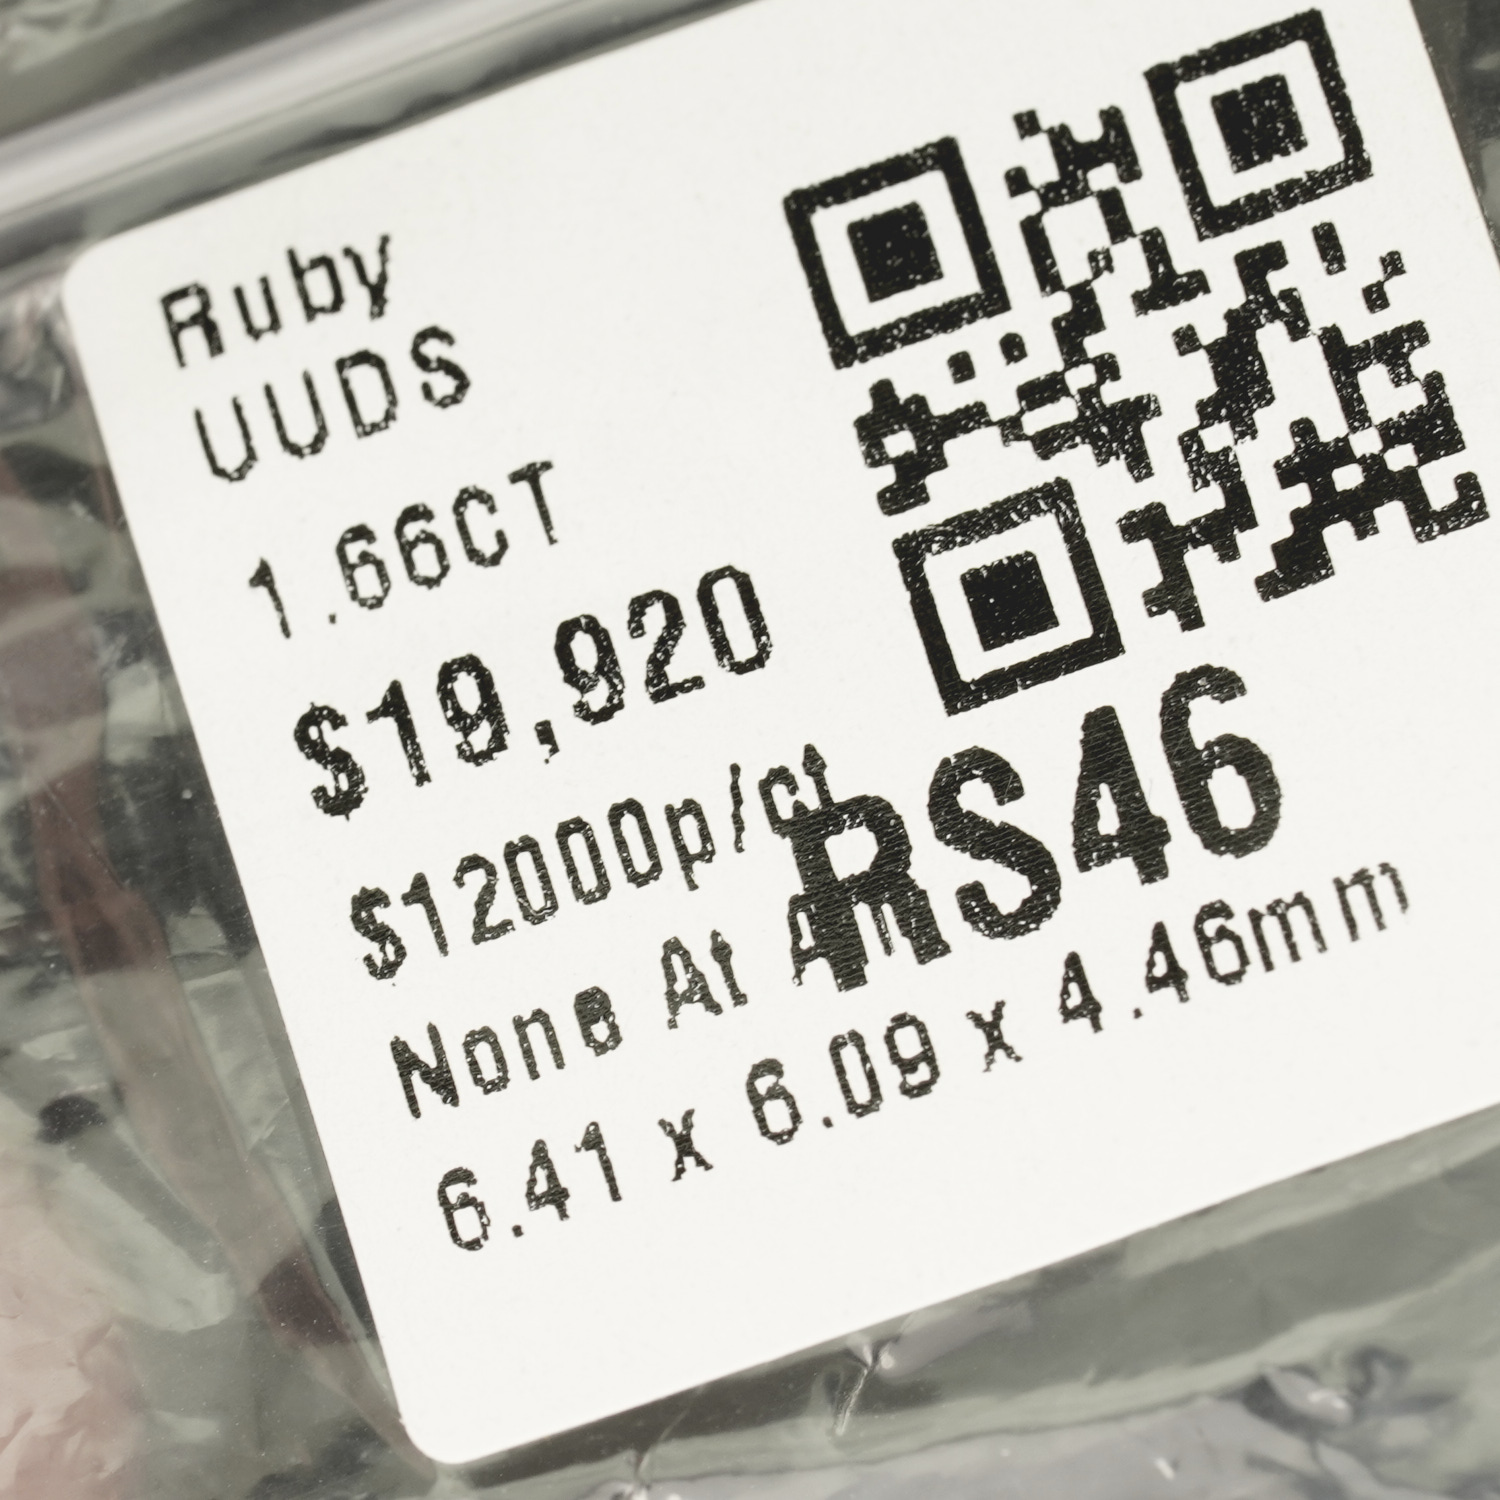 Ruby
UUDS
1.66CT
$19,920
$12000p/ct
RS46
None At
6.41 x 6.09 x 4.46mm